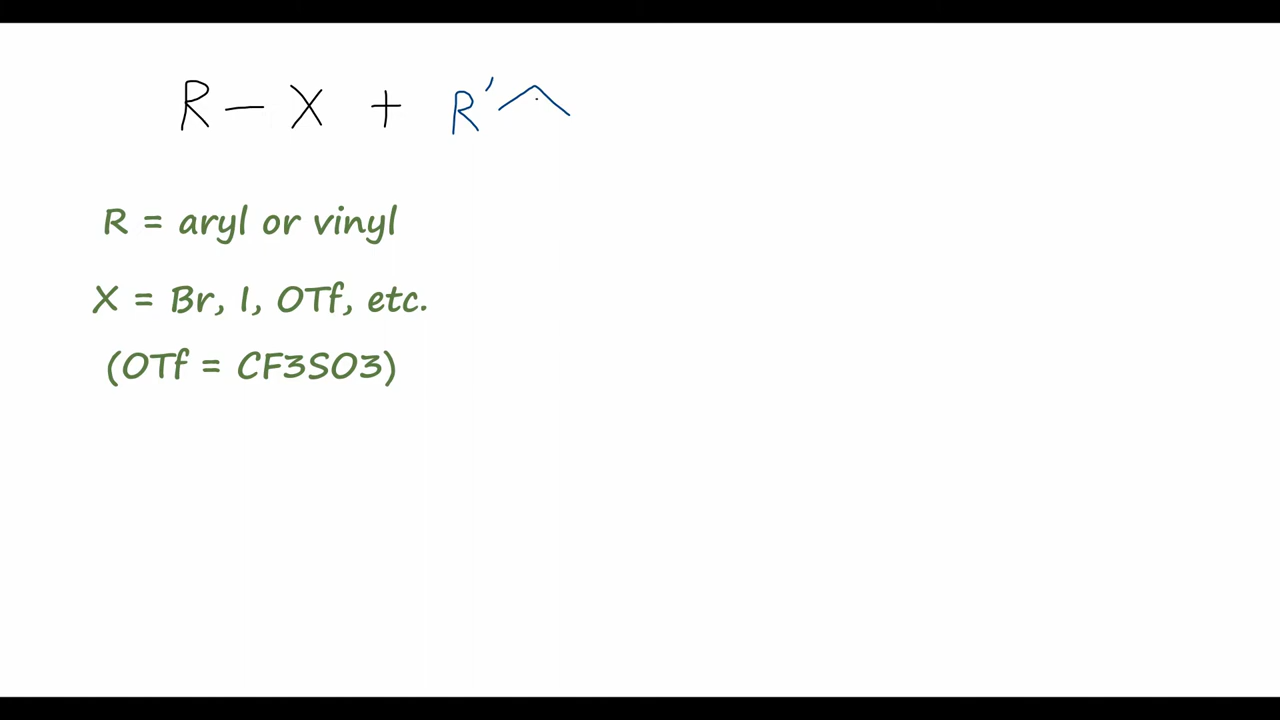 R — X + R'
R = aryl or vinyl
X = Br, I, OTf, etc.
(OTf = CF3SO3)